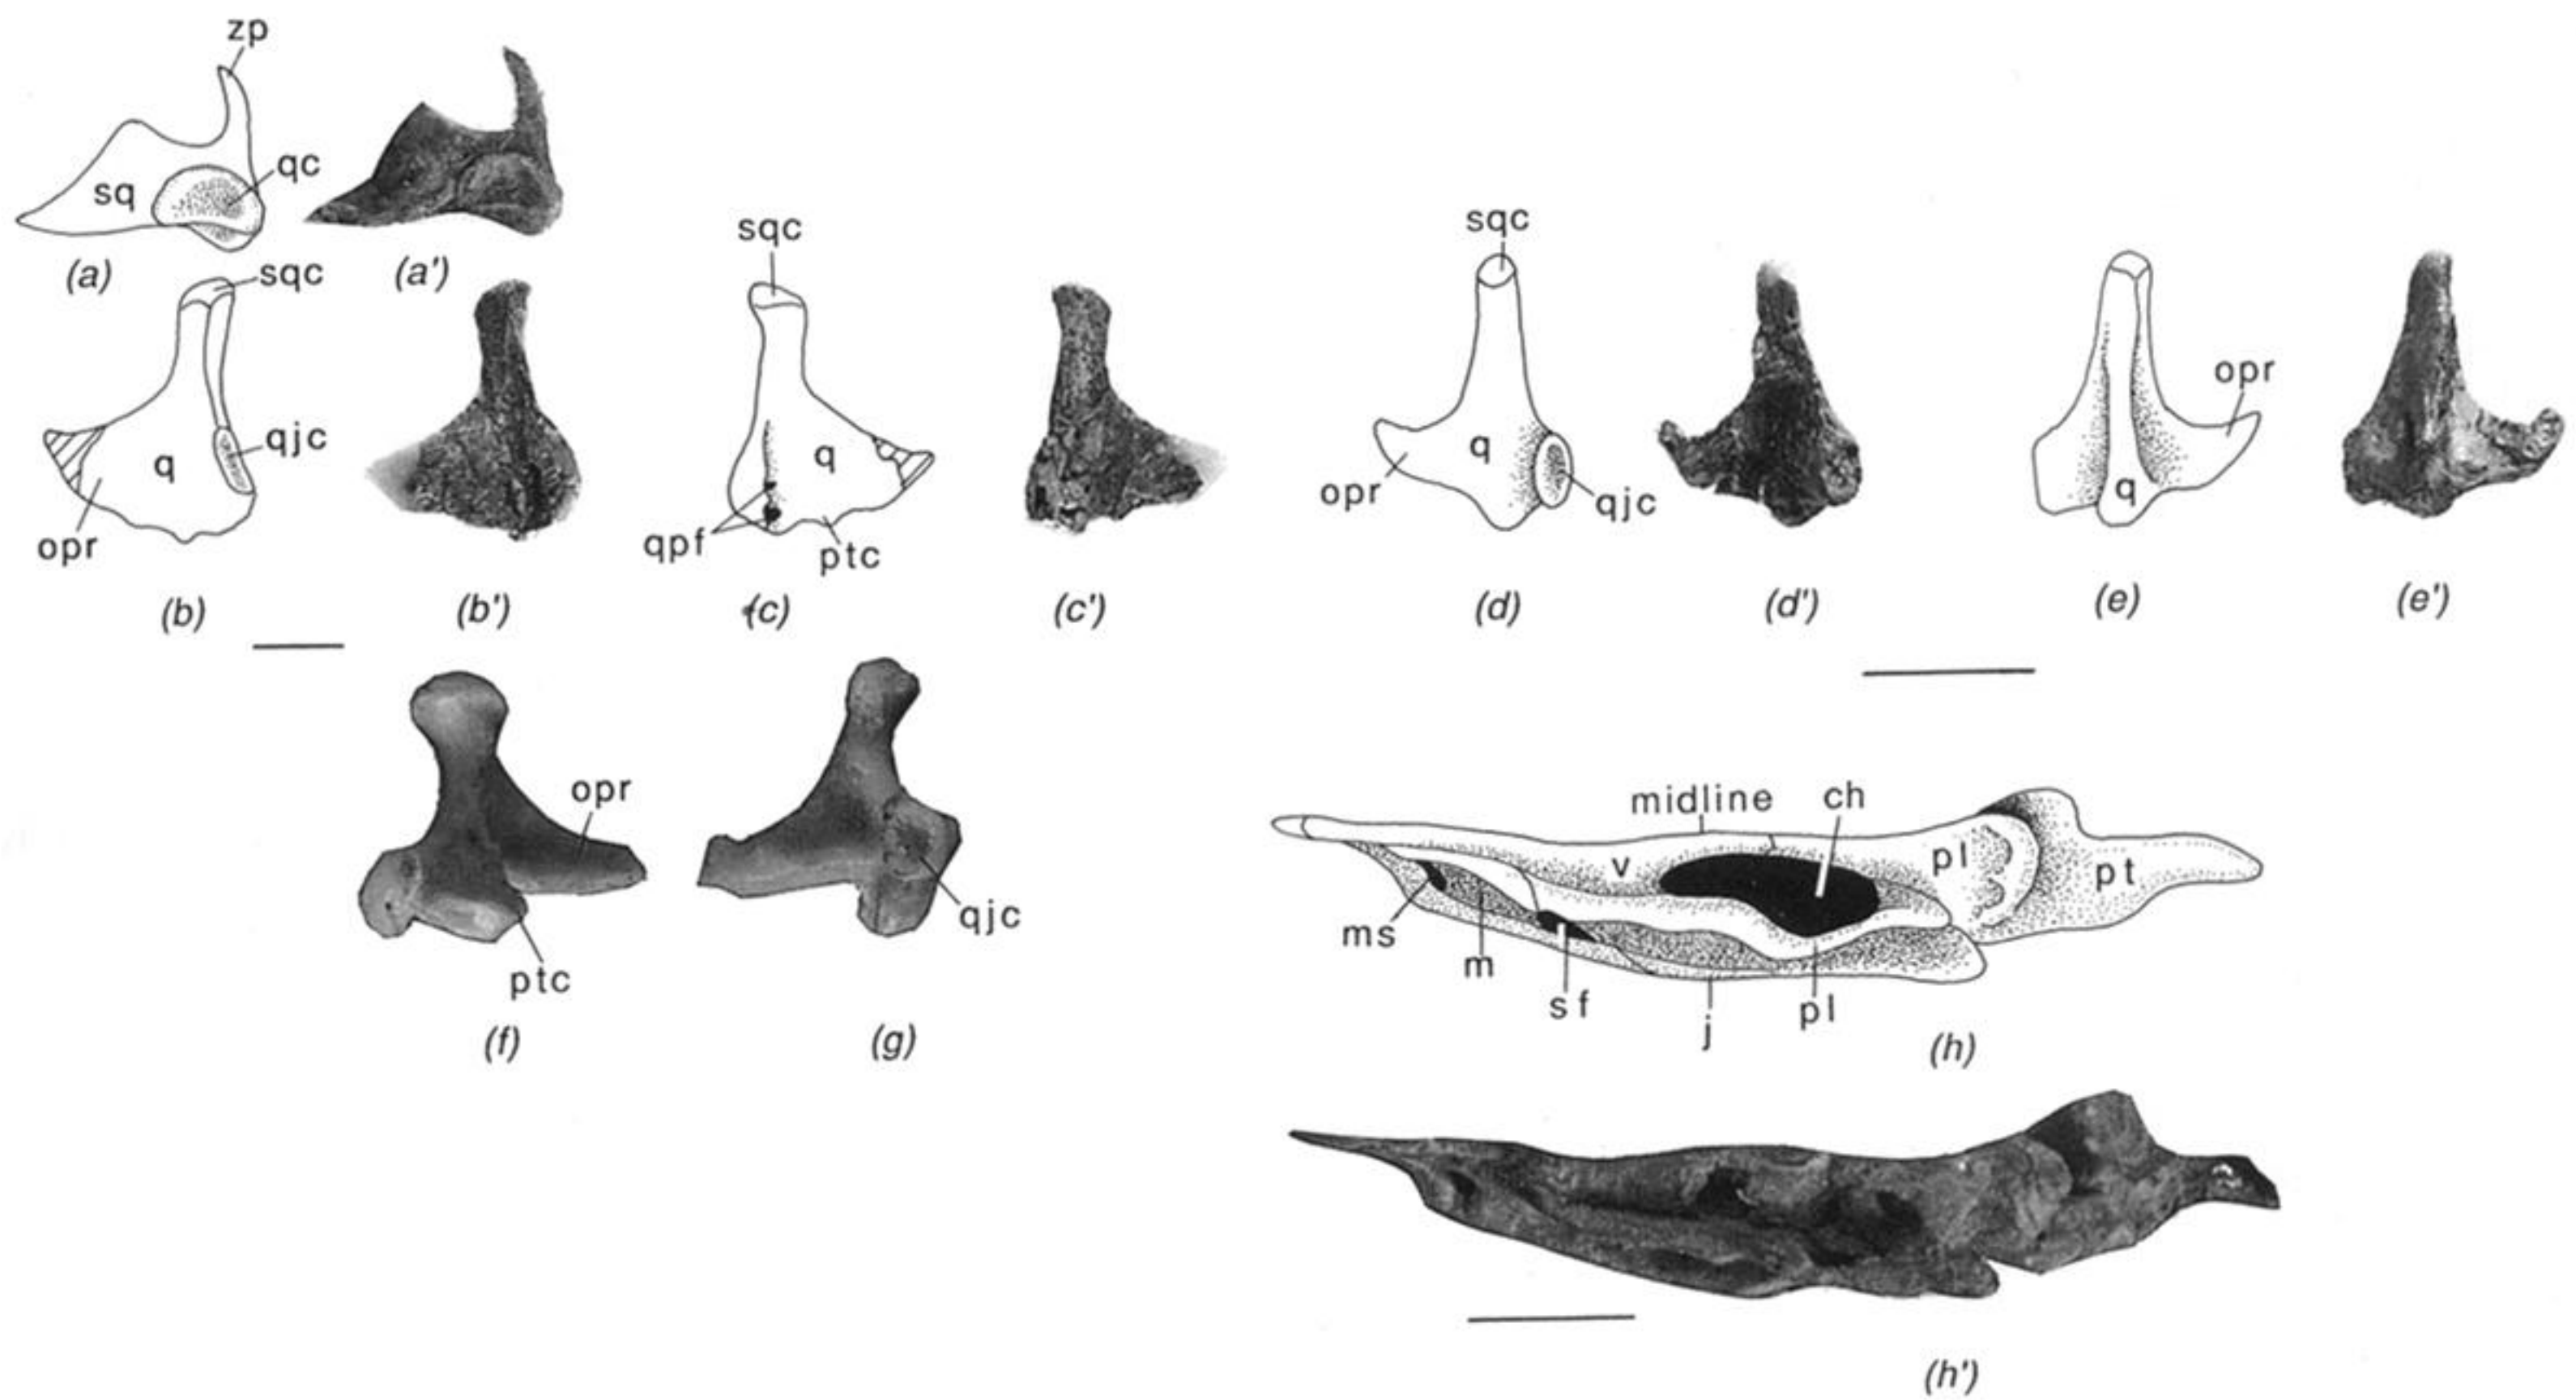 zp
qc
sq
(a)
(a')
sqc
qjc
q
opr
(b)
(b')
sqc
q
qpf
ptc
(c)
(c')
sqc
q
opr
qjc
(d)
(d')
opr
q
(e)
(e')
opr
ptc
(f)
qjc
(g)
midline
ch
v
pl
pt
ms
m
sf
j
pl
(h)
(h')